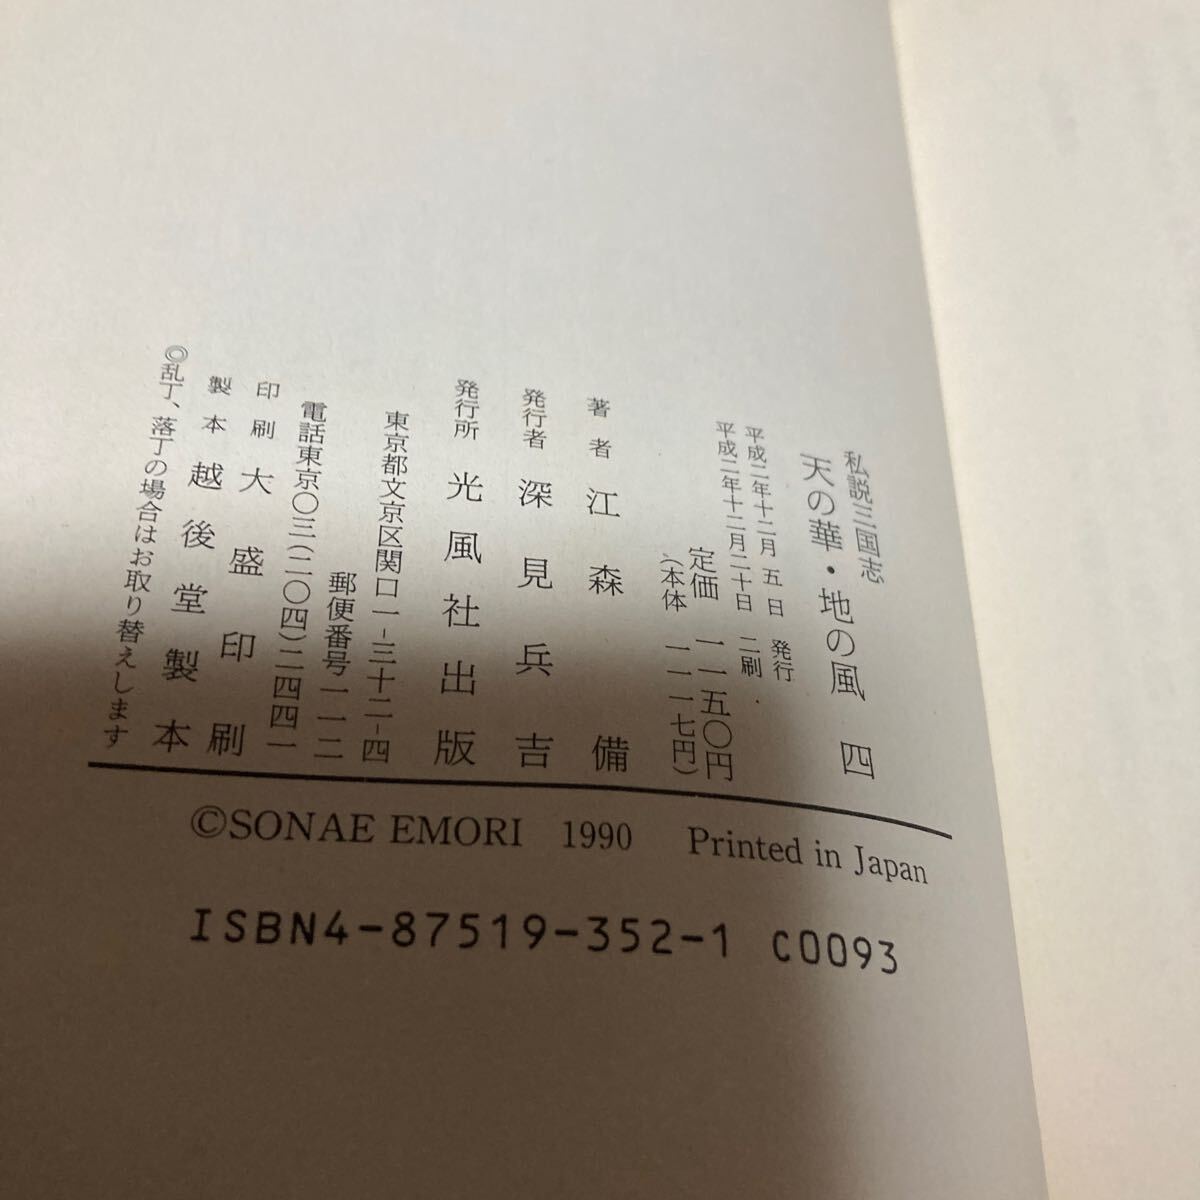 私説三国志
天の華・地の風 四
平成二年十二月 五 日 発行
平成二年十二月二十日 二刷
定価 一一五〇円
(本体 一一一七円)
著者 江森 備
発行者 深見兵吉
発行所 光風社出版
東京都文京区関口一-三十二-四
郵便番号一一二
電話東京〇三(二〇四)二四四一
印刷 大盛印刷
製本 越後堂製本
◎乱丁、落丁の場合はお取り替えします
©SONAE EMORI 1990 Printed in Japan
ISBN4-87519-352-1 C0093